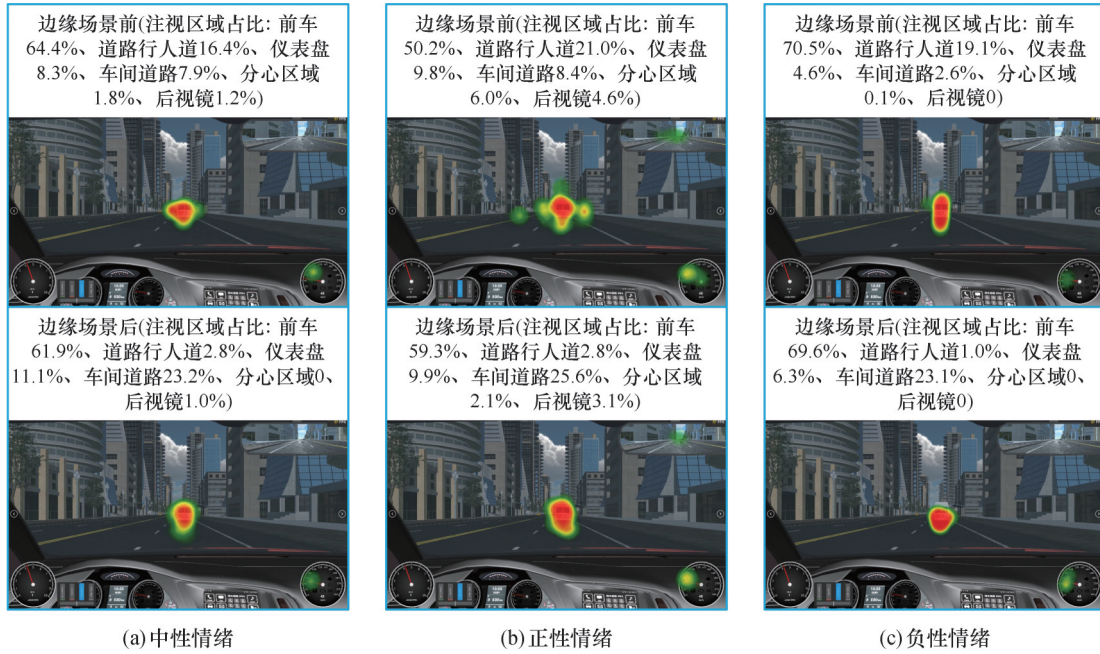 边缘场景前(注视区域占比: 前车
64.4%、道路行人道16.4%、仪表盘
8.3%、车间道路7.9%、分心区域
1.8%、后视镜1.2%)
边缘场景前(注视区域占比: 前车
50.2%、道路行人道21.0%、仪表盘
9.8%、车间道路8.4%、分心区域
6.0%、后视镜4.6%)
边缘场景前(注视区域占比: 前车
70.5%、道路行人道19.1%、仪表盘
4.6%、车间道路2.6%、分心区域
0.1%、后视镜0)
边缘场景后(注视区域占比: 前车
61.9%、道路行人道2.8%、仪表盘
11.1%、车间道路23.2%、分心区域0、
后视镜1.0%)
边缘场景后(注视区域占比: 前车
59.3%、道路行人道2.8%、仪表盘
9.9%、车间道路25.6%、分心区域
2.1%、后视镜3.1%)
边缘场景后(注视区域占比: 前车
69.6%、道路行人道1.0%、仪表盘
6.3%、车间道路23.1%、分心区域0、
后视镜0)
(a)中性情绪
(b)正性情绪
(c)负性情绪